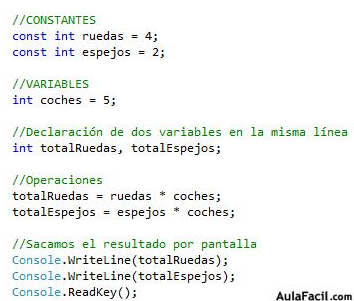 //CONSTANTES
const int ruedas = 4;
const int espejos = 2;
//VARIABLES
int coches = 5;
//Declaración de dos variables en la misma línea
int totalRuedas, totalEspejos;
//Operaciones
totalRuedas = ruedas * coches;
totalEspejos = espejos * coches;
//Sacamos el resultado por pantalla
Console.WriteLine(totalRuedas);
Console.WriteLine(totalEspejos);
Console.ReadKey();
AulaFacil.com